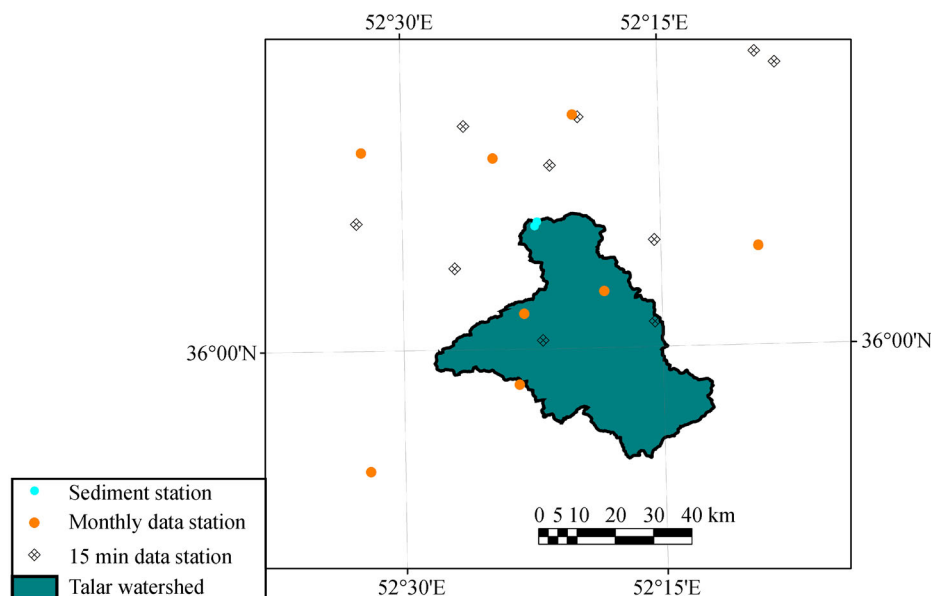 52°30'E 52°15'E
36°00'N
36°00'N
Sediment station
Monthly data station
15 min data station
Talar watershed
0 5 10 20 30 40 km
52°30'E 52°15'E